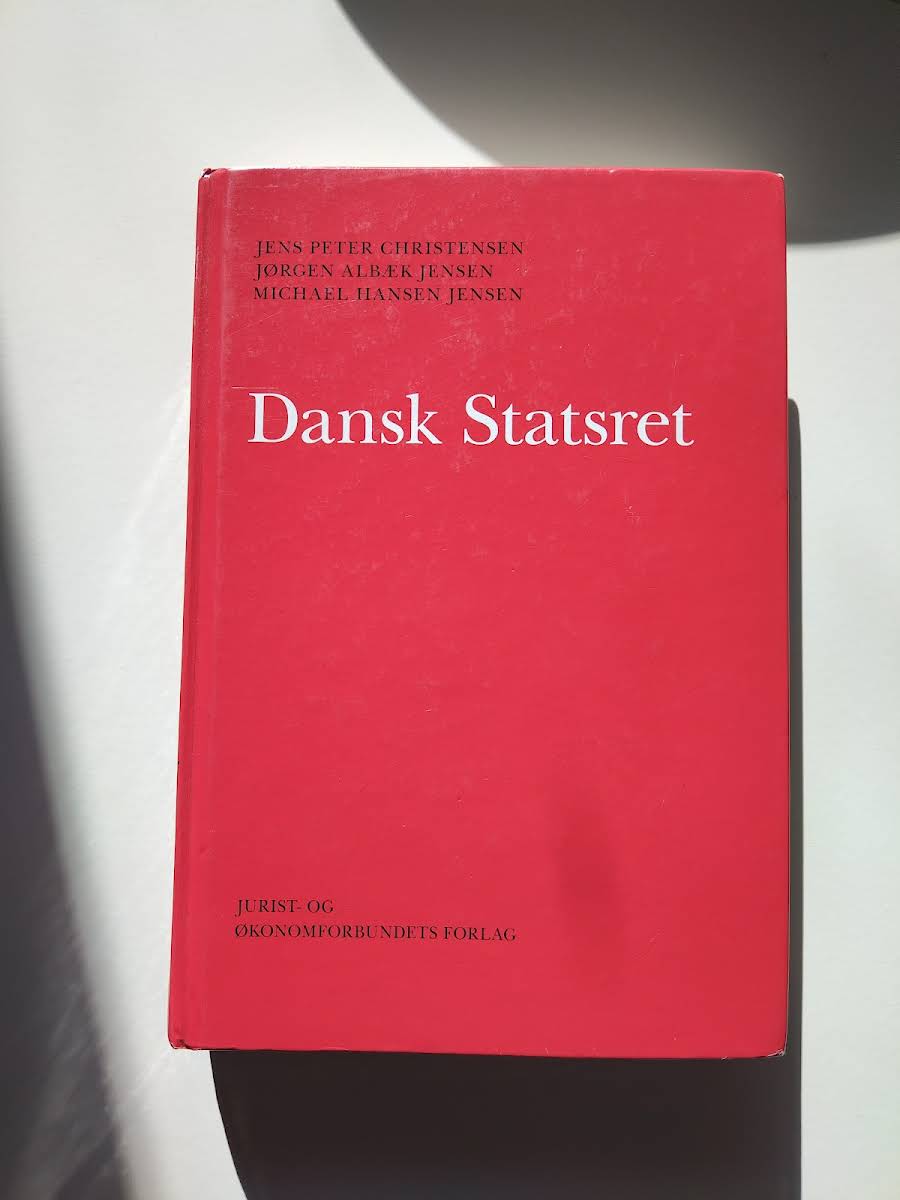 JENS PETER CHRISTENSEN
JØRGEN ALBÆK JENSEN
MICHAEL HANSEN JENSEN
Dansk Statsret
JURIST- OG
ØKONOMFORBUNDETS FORLAG